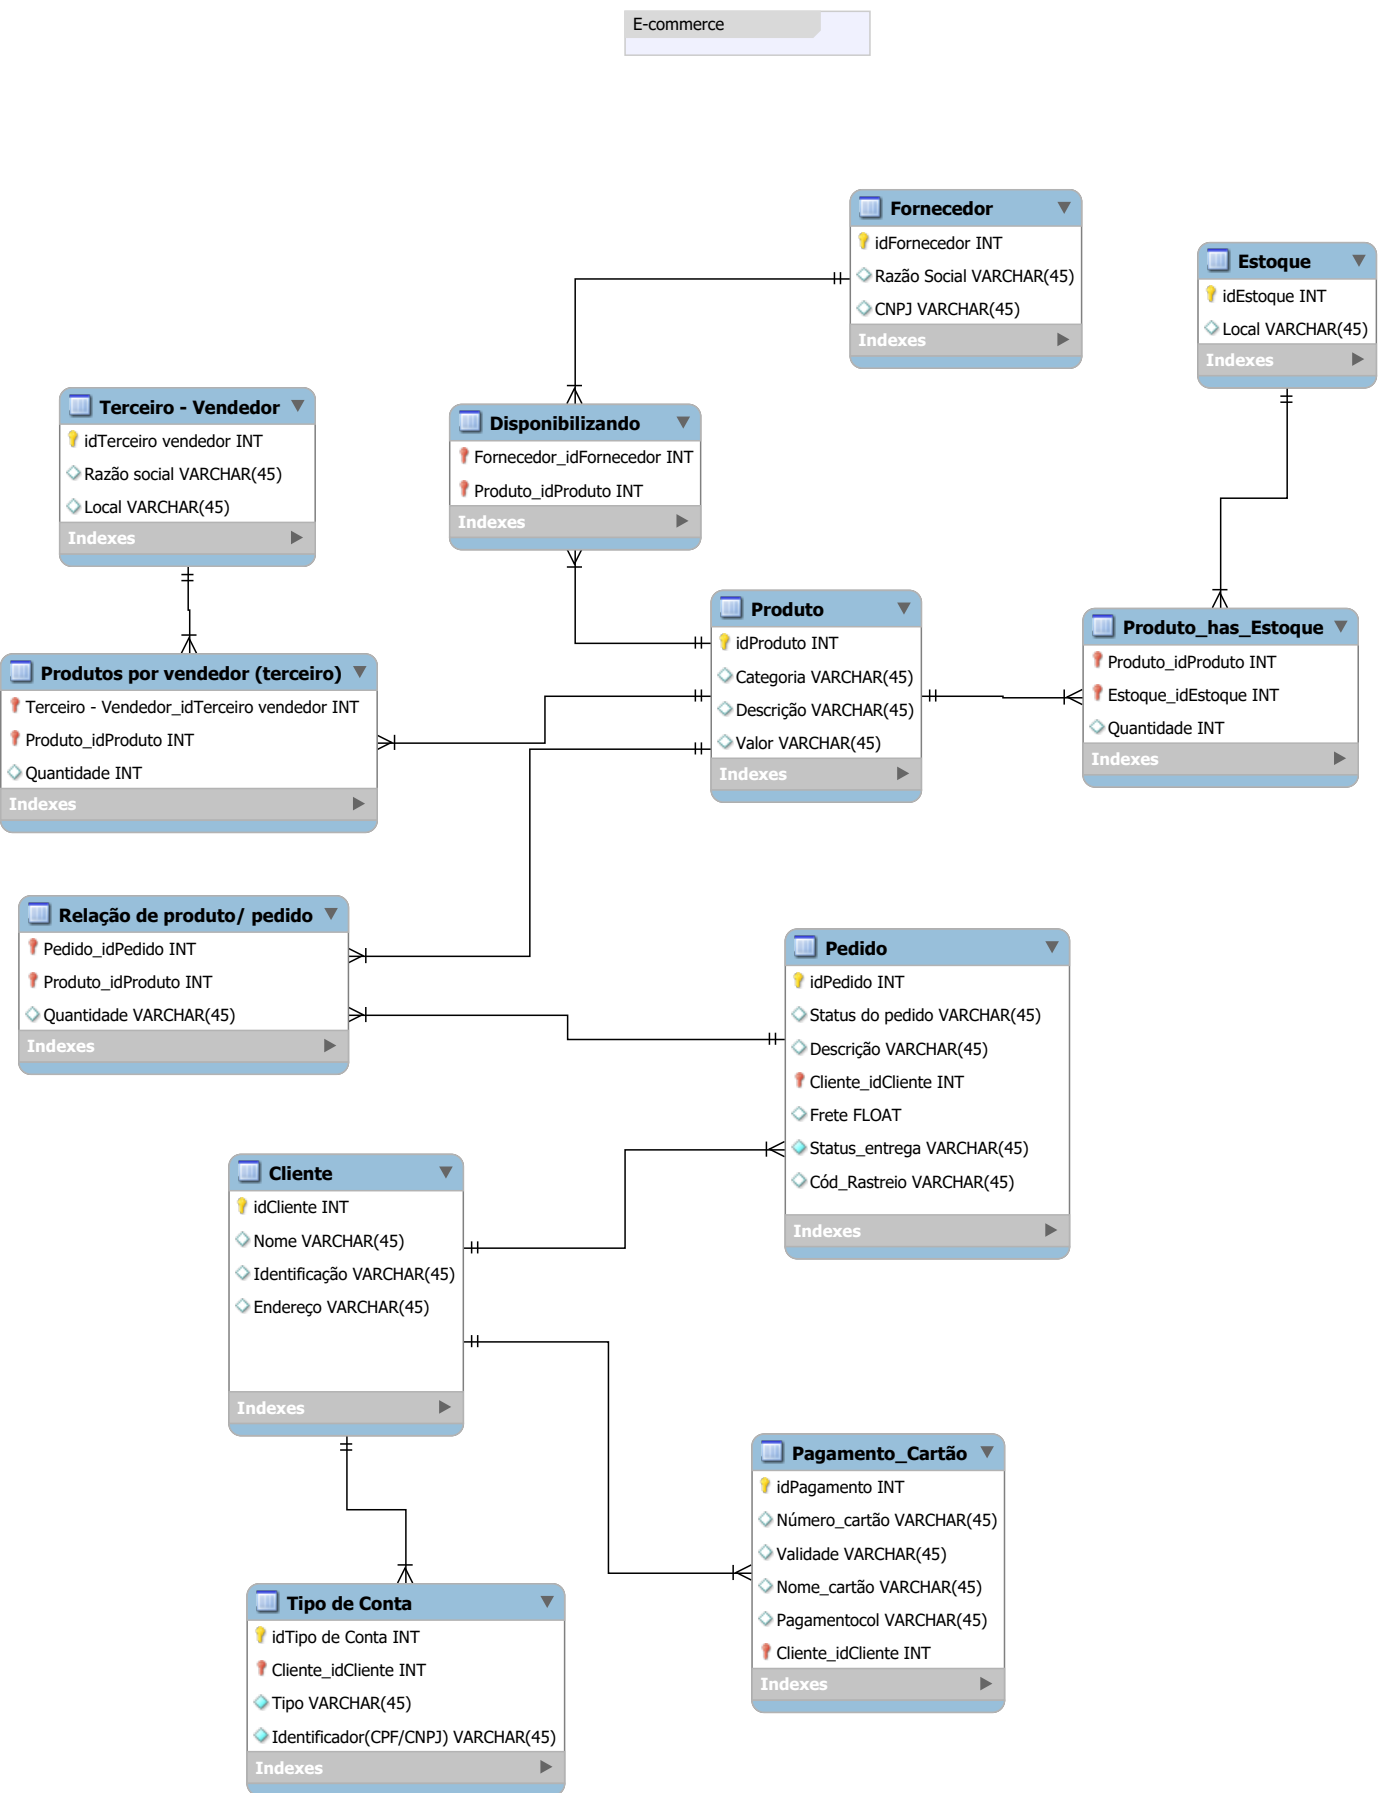 E-commerce
Fornecedor
idFornecedor INT
Razão Social VARCHAR(45)
CNPJ VARCHAR(45)
Indexes
Estoque
idEstoque INT
Local VARCHAR(45)
Indexes
Terceiro - Vendedor
idTerceiro vendedor INT
Razão social VARCHAR(45)
Local VARCHAR(45)
Indexes
Disponibilizando
Fornecedor_idFornecedor INT
Produto_idProduto INT
Indexes
Produto
idProduto INT
Categoria VARCHAR(45)
Descrição VARCHAR(45)
Valor VARCHAR(45)
Indexes
Produto_has_Estoque
Produto_idProduto INT
Estoque_idEstoque INT
Quantidade INT
Indexes
Produtos por vendedor (terceiro)
Terceiro - Vendedor_idTerceiro vendedor INT
Produto_idProduto INT
Quantidade INT
Indexes
Relação de produto/ pedido
Pedido_idPedido INT
Produto_idProduto INT
Quantidade VARCHAR(45)
Indexes
Pedido
idPedido INT
Status do pedido VARCHAR(45)
Descrição VARCHAR(45)
Cliente_idCliente INT
Frete FLOAT
Status_entrega VARCHAR(45)
Cód_Rastreio VARCHAR(45)
Indexes
Cliente
idCliente INT
Nome VARCHAR(45)
Identificação VARCHAR(45)
Endereço VARCHAR(45)
Indexes
Pagamento_Cartão
idPagamento INT
Número_cartão VARCHAR(45)
Validade VARCHAR(45)
Nome_cartão VARCHAR(45)
Pagamentocol VARCHAR(45)
Cliente_idCliente INT
Indexes
Tipo de Conta
idTipo de Conta INT
Cliente_idCliente INT
Tipo VARCHAR(45)
Identificador(CPF/CNPJ) VARCHAR(45)
Indexes